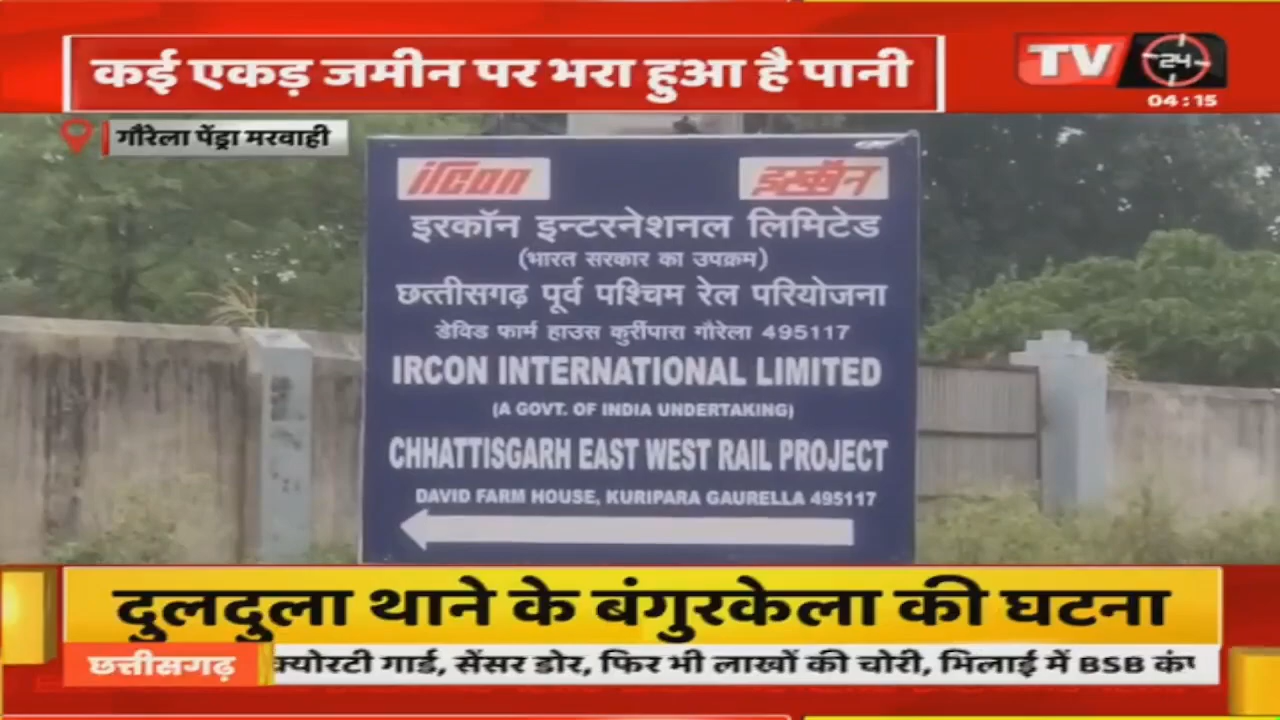 कई एकड़ जमीन पर भरा हुआ है पानी
TV 24
04:15
गौरेला पेंड्रा मरवाही
ircon इरकॉन
इरकॉन इन्टरनेशनल लिमिटेड
(भारत सरकार का उपक्रम)
छत्तीसगढ़ पूर्व पश्चिम रेल परियोजना
डेविड फार्म हाउस कुर्रीपारा गौरेला 495117
IRCON INTERNATIONAL LIMITED
(A GOVT. OF INDIA UNDERTAKING)
CHHATTISGARH EAST WEST RAIL PROJECT
DAVID FARM HOUSE, KURIPARA GAURELLA 495117
दुलदुला थाने के बंगुरकेला की घटना
छत्तीसगढ़
क्योरटी गार्ड, सेंसर डोर, फिर भी लाखों की चोरी, भिलाई में BSB